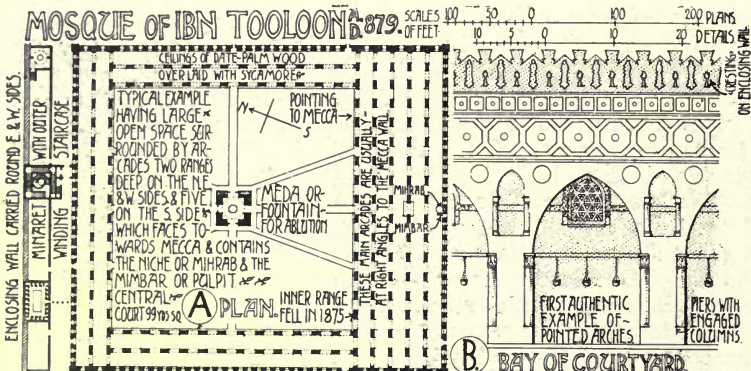 MOSQUE OF IBN TOOLOON A.D. 879.
SCALES OF FEET
100 50 0 100 200 PLANS
10 5 0 10 20 DETAILS
CRESTING
ON ENCLOSING WALL
ENCLOSING WALL CARRIED ROUND E. & W. SIDES.
MINARET WITH OUTER
WINDING STAIRCASE
CEILINGS OF DATE-PALM WOOD
OVERLAID WITH SYCAMORE
TYPICAL EXAMPLE
HAVING LARGE
OPEN SPACE SUR
ROUNDED BY AR-
CADES TWO RANGES
DEEP ON THE N.E
& W SIDES & FIVE
ON THE S. SIDE
WHICH FACES TO-
WARDS MECCA & CONTAINS
THE NICHE OR MIHRAB & THE
MIMBAR OR PULPIT
CENTRAL
COURT 99 YDS SQ.
N
S
POINTING
TO MECCA
MEDA OR
FOUNTAIN
FOR ABLUTION
A PLAN.
INNER RANGE
FELL IN 1875
THESE MAIN ARCADES ARE USUALLY
AT RIGHT ANGLES TO THE MECCA WALL
MIHRAB
MIMBAR
FIRST AUTHENTIC
EXAMPLE OF
POINTED ARCHES
PIERS WITH
ENGAGED
COLUMNS.
B. BAY OF COURTYARD.